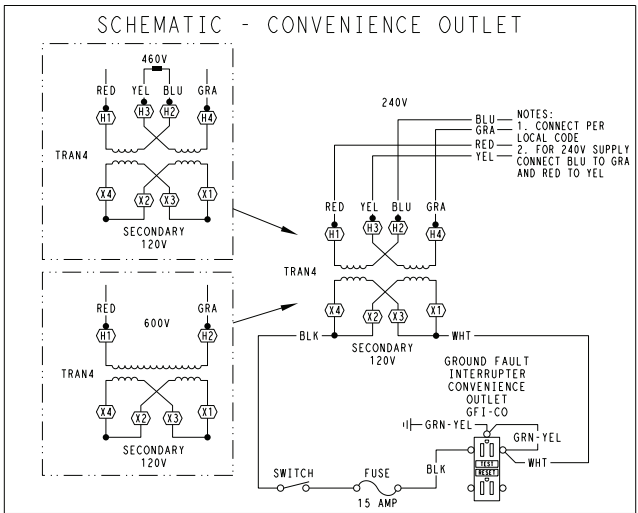 SCHEMATIC - CONVENIENCE OUTLET
460V
RED YEL BLU GRA
H1 H3 H2 H4
TRAN4
X4 X2 X3 X1
SECONDARY
120V
600V
RED GRA
H1 H2
TRAN4
X4 X2 X3 X1
SECONDARY
120V
240V
BLU
GRA
RED
YEL
NOTES:
1. CONNECT PER
LOCAL CODE
2. FOR 240V SUPPLY
CONNECT BLU TO GRA
AND RED TO YEL
RED YEL BLU GRA
H1 H3 H2 H4
TRAN4
X4 X2 X3 X1
BLK
WHT
SECONDARY
120V
GROUND FAULT
INTERRUPTER
CONVENIENCE
OUTLET
GFI-CO
GRN-YEL
GRN-YEL
WHT
BLK
TEST
RESET
SWITCH
FUSE
15 AMP